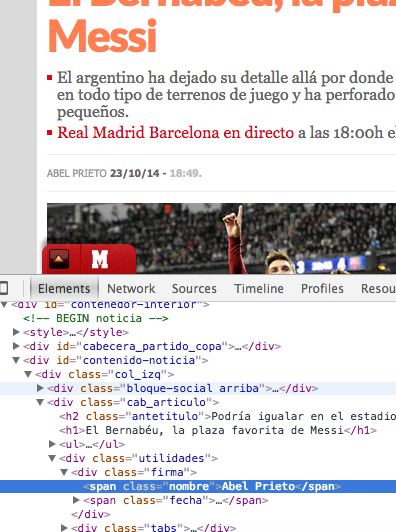 El Bernabéu, la plaza
Messi
El argentino ha dejado su detalle allá por donde
en todo tipo de terrenos de juego y ha perforado
pequeños.
Real Madrid Barcelona en directo a las 18:00h e
ABEL PRIETO 23/10/14 - 18:49.
M
Elements Network Sources Timeline Profiles Resou
▼<div id="contenedor-interior">
<!-- BEGIN noticia -->
▶<style>…</style>
▶<div id="cabecera_partido_copa">…</div>
▼<div id="contenido-noticia">
▼<div class="col_izq">
▶<div class="bloque-social arriba">…</div>
▼<div class="cab_articulo">
<h2 class="antetitulo">Podría igualar en el estadio
<h1>El Bernabéu, la plaza favorita de Messi</h1>
▶<ul>…</ul>
▼<div class="utilidades">
▼<div class="firma">
<span class="nombre">Abel Prieto</span>
▶<span class="fecha">…</span>
</div>
▶<div class="tabs">…</div>